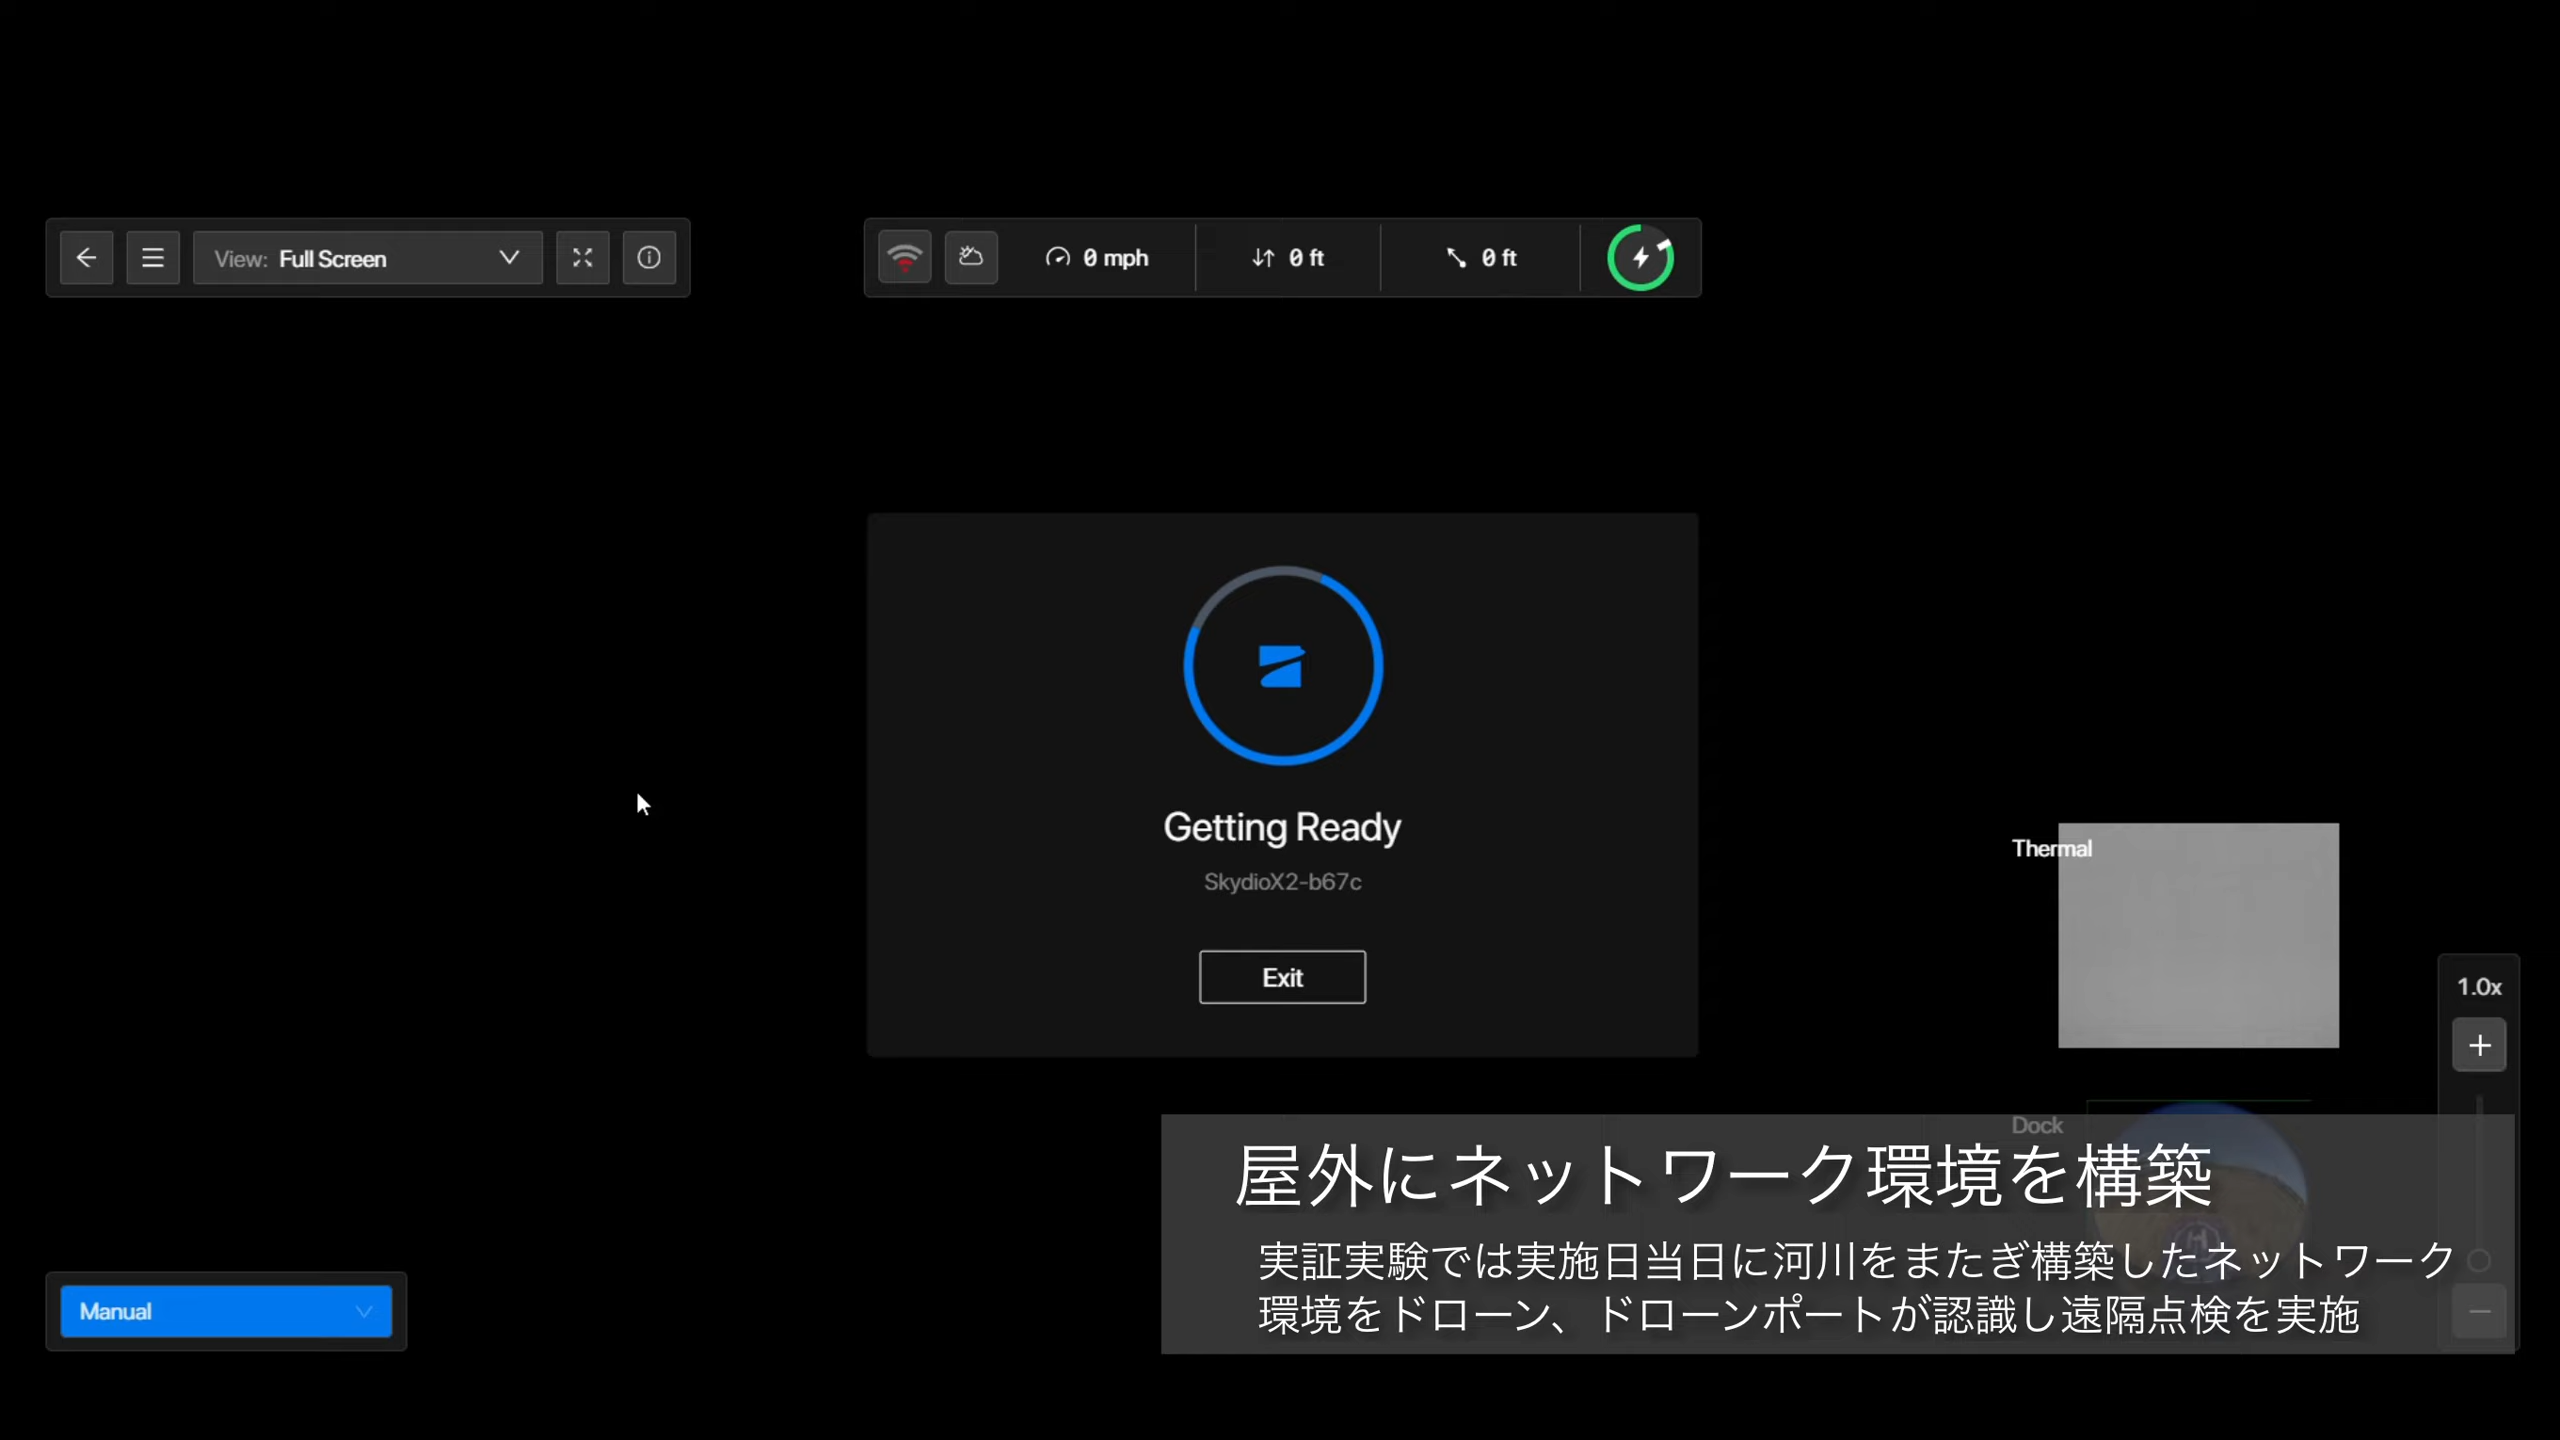 View: Full Screen
0 mph
0 ft
0 ft
Getting Ready
SkydioX2-b67c
Exit
Thermal
1.0x
Dock
屋外にネットワーク環境を構築
実証実験では実施日当日に河川をまたぎ構築したネットワーク
環境をドローン、ドローンポートが認識し遠隔点検を実施
Manual